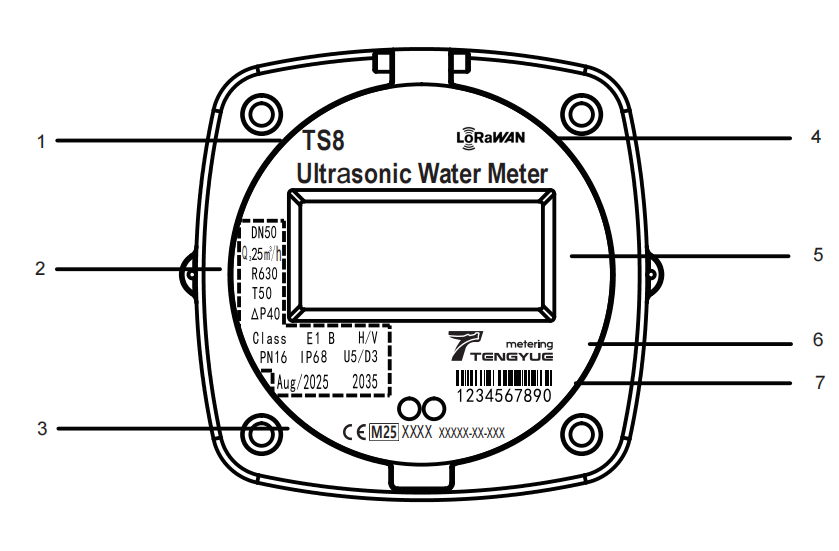 1
4
TS8
LoRaWAN
Ultrasonic Water Meter
2
5
DN50
Q₃25m³/h
R630
T50
ΔP40
Class E1 B H/V
PN16 IP68 U5/D3
Aug/2025 2035
metering
TENGYUE
6
7
1234567890
3
CE M25 XXXX XXXXX-XX-XXX